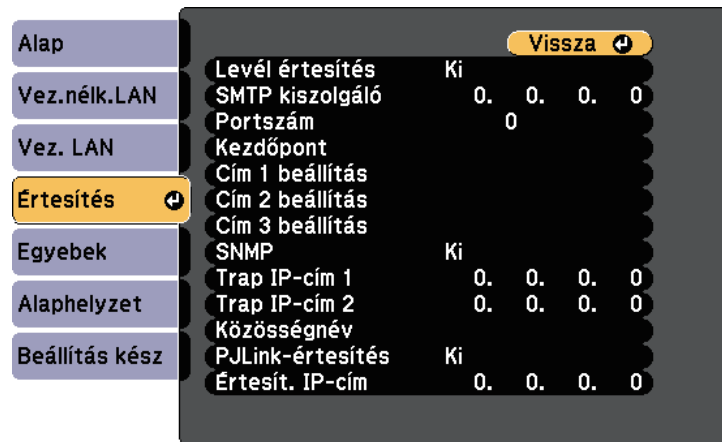 Alap
Vez.nélk.LAN
Vez. LAN
Értesítés
Egyebek
Alaphelyzet
Beállítás kész
Vissza
Levél értesítés Ki
SMTP kiszolgáló 0. 0. 0. 0
Portszám 0
Kezdőpont
Cím 1 beállítás
Cím 2 beállítás
Cím 3 beállítás
SNMP Ki
Trap IP-cím 1 0. 0. 0. 0
Trap IP-cím 2 0. 0. 0. 0
Közösségnév
PJLink-értesítés Ki
Értesít. IP-cím 0. 0. 0. 0